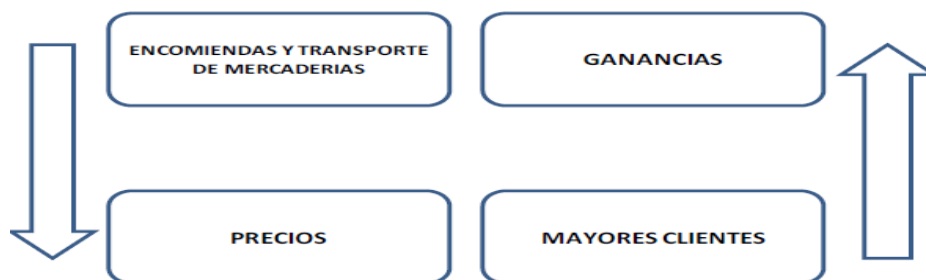 ENCOMIENDAS Y TRANSPORTE
DE MERCADERIAS
GANANCIAS
PRECIOS
MAYORES CLIENTES